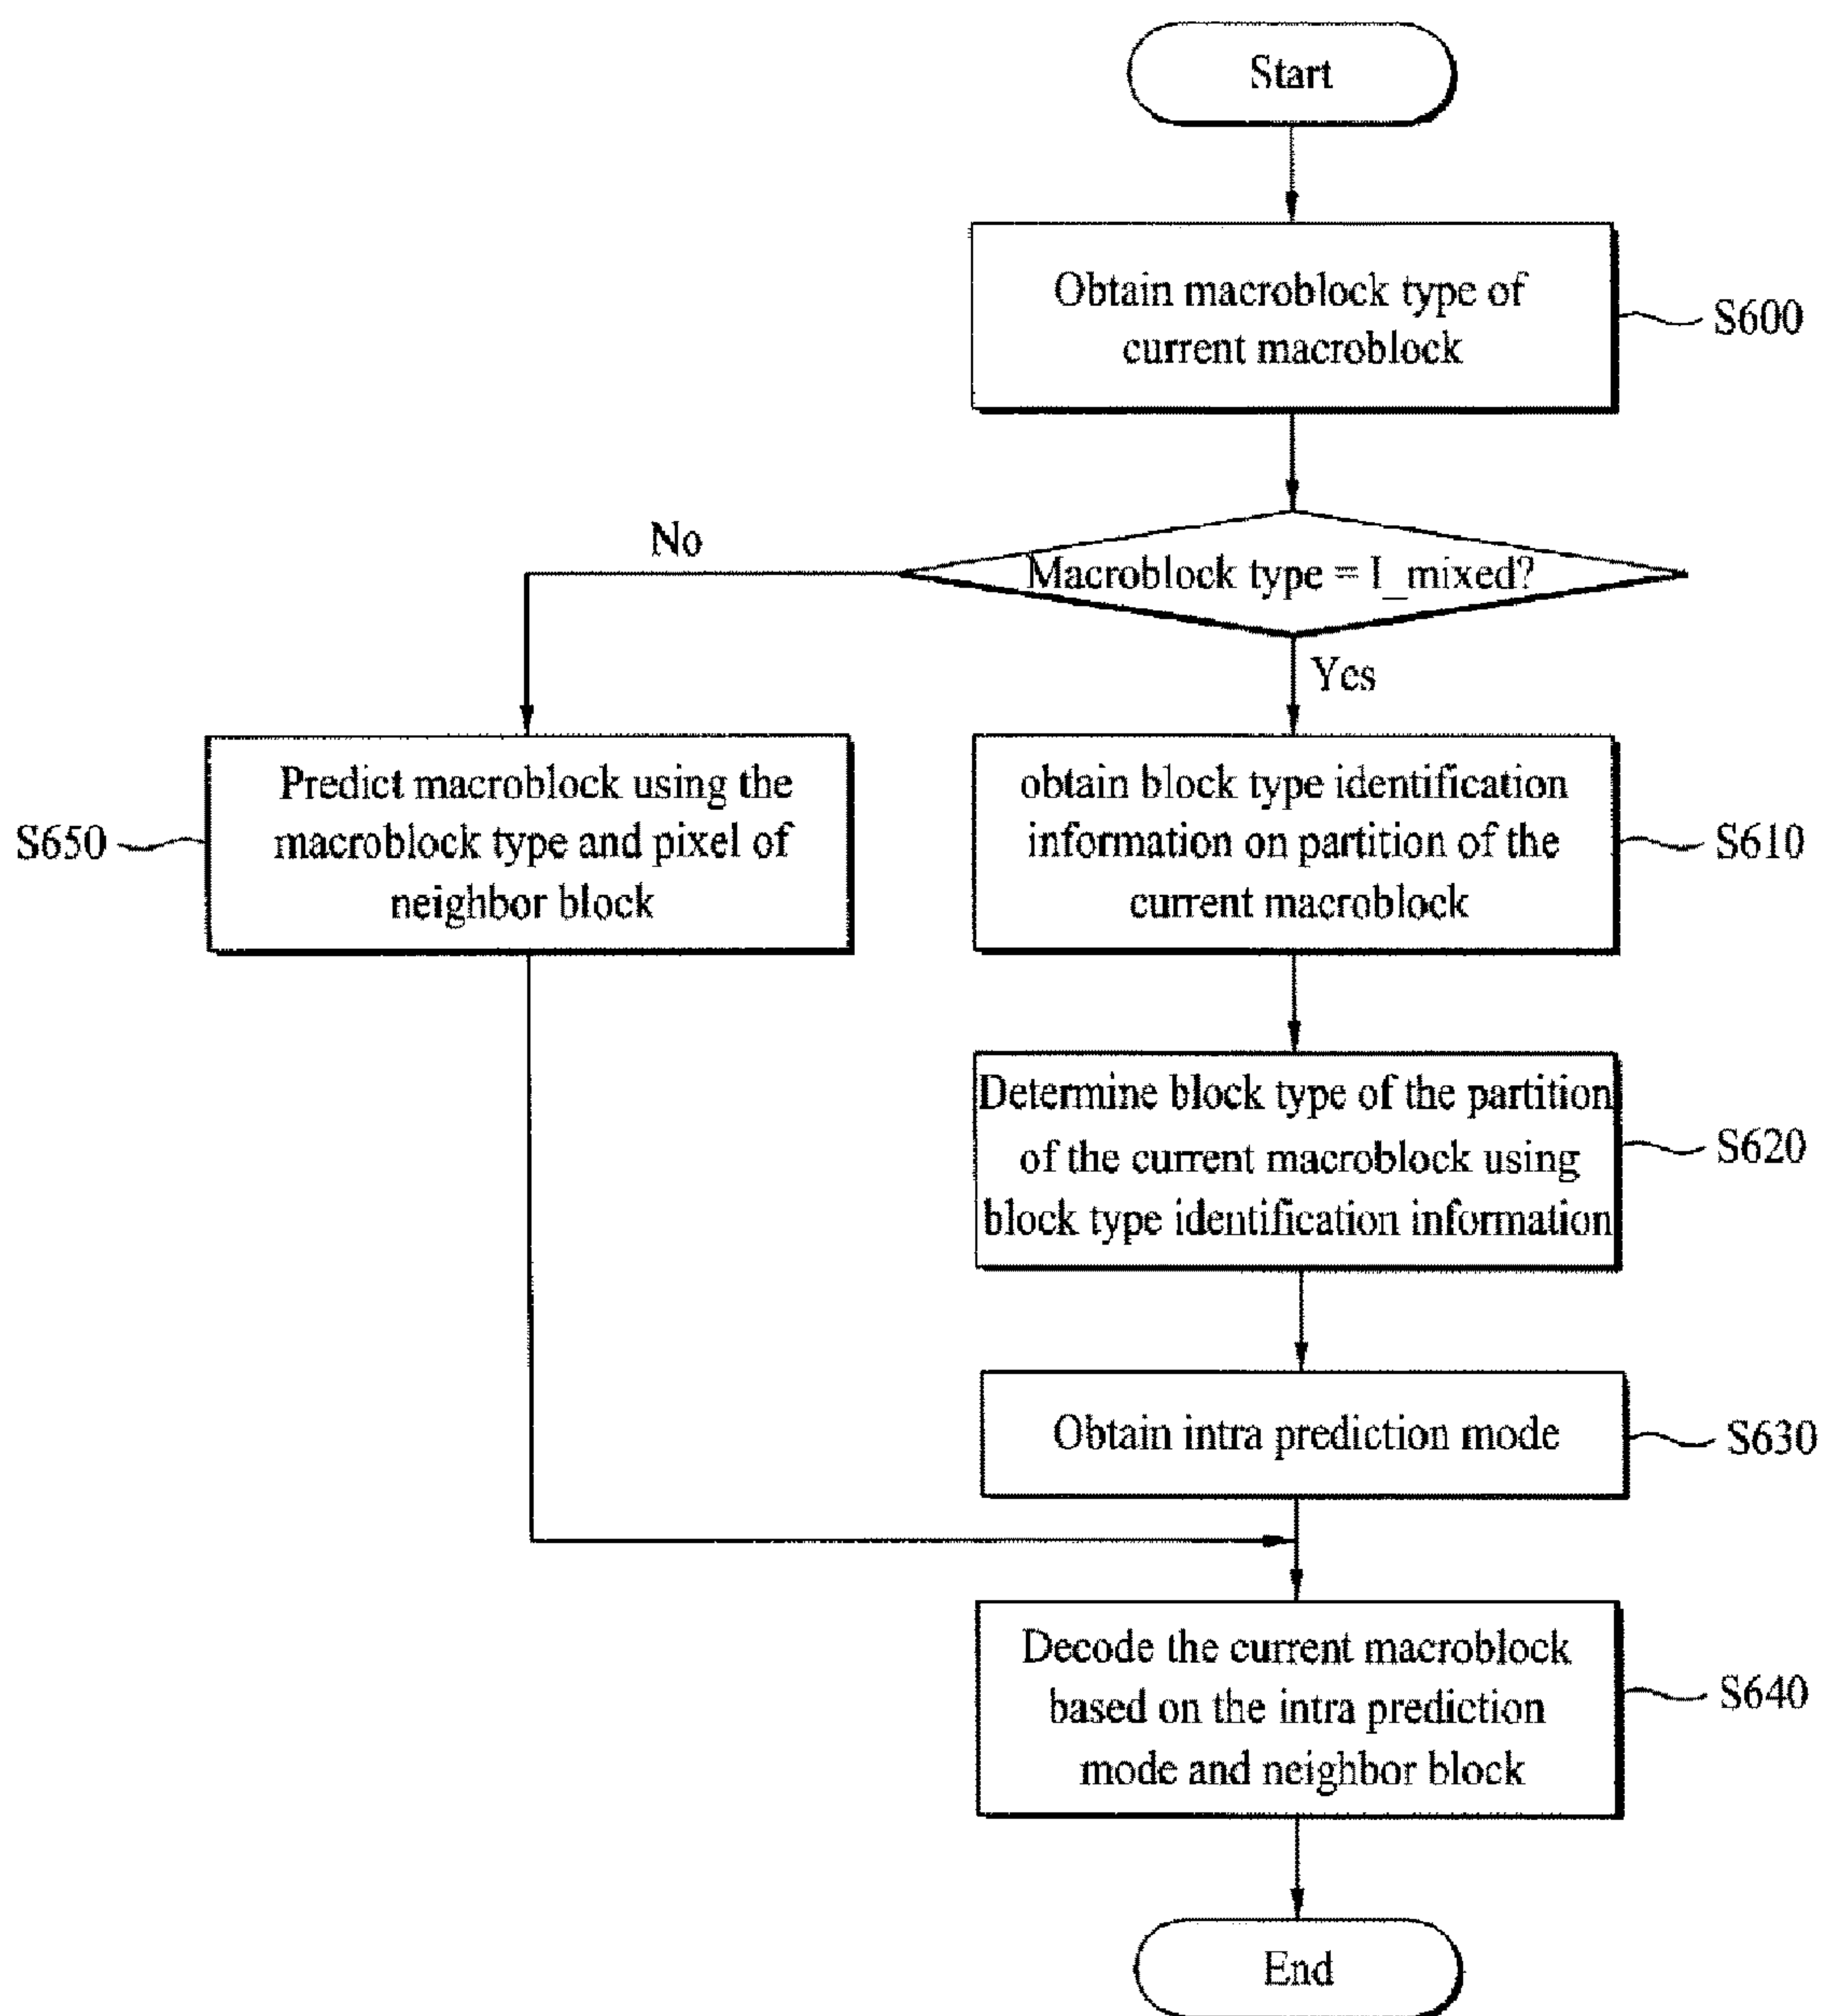 Start
Obtain macroblock type of
current macroblock
S600
Macroblock type = I_mixed?
No
Yes
Predict macroblock using the
macroblock type and pixel of
neighbor block
S650
obtain block type identification
information on partition of the
current macroblock
S610
Determine block type of the partition
of the current macroblock using
block type identification information
S620
Obtain intra prediction mode
S630
Decode the current macroblock
based on the intra prediction
mode and neighbor block
S640
End